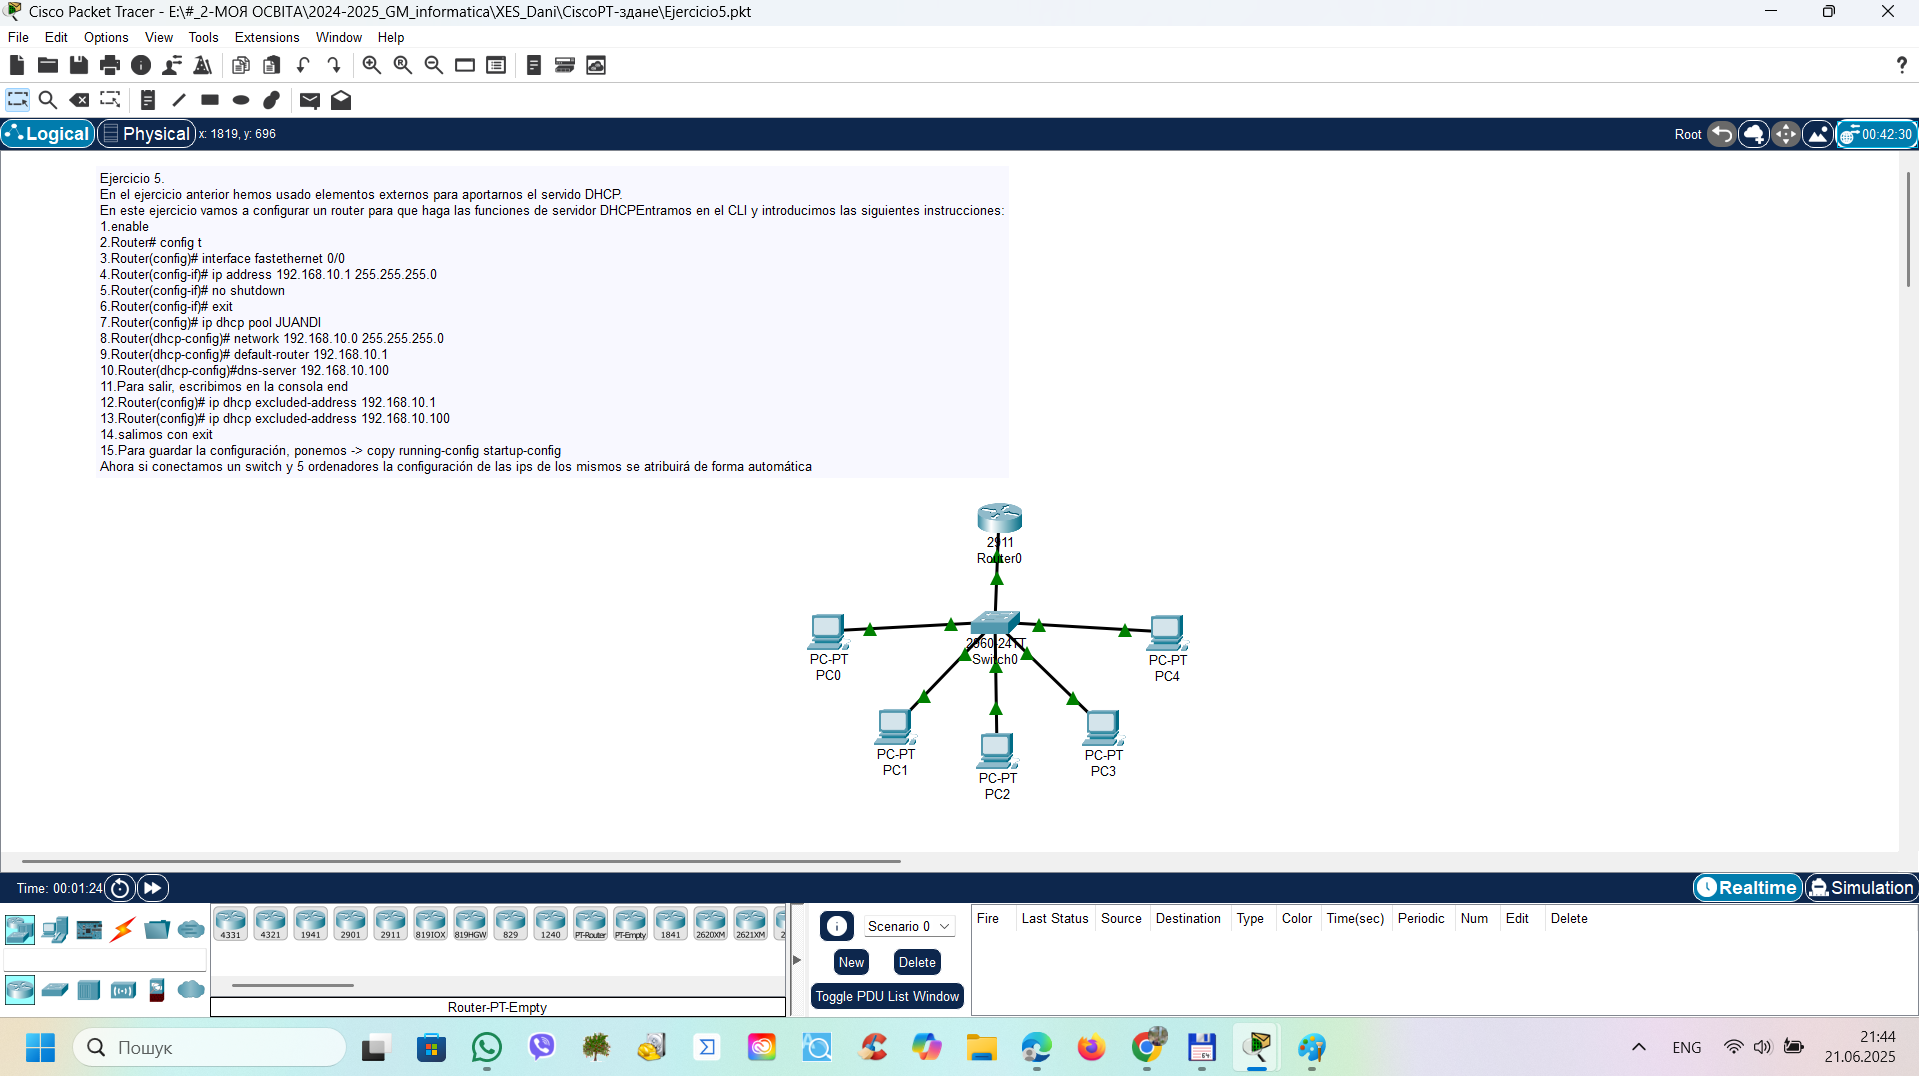 Cisco Packet Tracer - E:\#_2-МОЯ ОСВІТА\2024-2025_GM_informatica\XES_Dani\CiscoPT-здане\Ejercicio5.pkt
File Edit Options View Tools Extensions Window Help
?
Logical Physical x: 1819, y: 696 Root 00:42:30
Ejercicio 5.
En el ejercicio anterior hemos usado elementos externos para aportarnos el servido DHCP.
En este ejercicio vamos a configurar un router para que haga las funciones de servidor DHCPEntramos en el CLI y introducimos las siguientes instrucciones:
1.enable
2.Router# config t
3.Router(config)# interface fastethernet 0/0
4.Router(config-if)# ip address 192.168.10.1 255.255.255.0
5.Router(config-if)# no shutdown
6.Router(config-if)# exit
7.Router(config)# ip dhcp pool JUANDI
8.Router(dhcp-config)# network 192.168.10.0 255.255.255.0
9.Router(dhcp-config)# default-router 192.168.10.1
10.Router(dhcp-config)#dns-server 192.168.10.100
11.Para salir, escribimos en la consola end
12.Router(config)# ip dhcp excluded-address 192.168.10.1
13.Router(config)# ip dhcp excluded-address 192.168.10.100
14.salimos con exit
15.Para guardar la configuración, ponemos -> copy running-config startup-config
Ahora si conectamos un switch y 5 ordenadores la configuración de las ips de los mismos se atribuirá de forma automática
2911
Router0
2960-24TT
Switch0
PC-PT
PC0
PC-PT
PC4
PC-PT
PC1
PC-PT
PC2
PC-PT
PC3
Time: 00:01:24 Realtime Simulation
4331 4321 1941 2901 2911 819IOX 819HGW 829 1240 PT-Router PT-Empty 1841 2620XM 2621XM 2
Router-PT-Empty
Scenario 0
New Delete
Toggle PDU List Window
Fire Last Status Source Destination Type Color Time(sec) Periodic Num Edit Delete
Пошук
64
ENG
21:44
21.06.2025